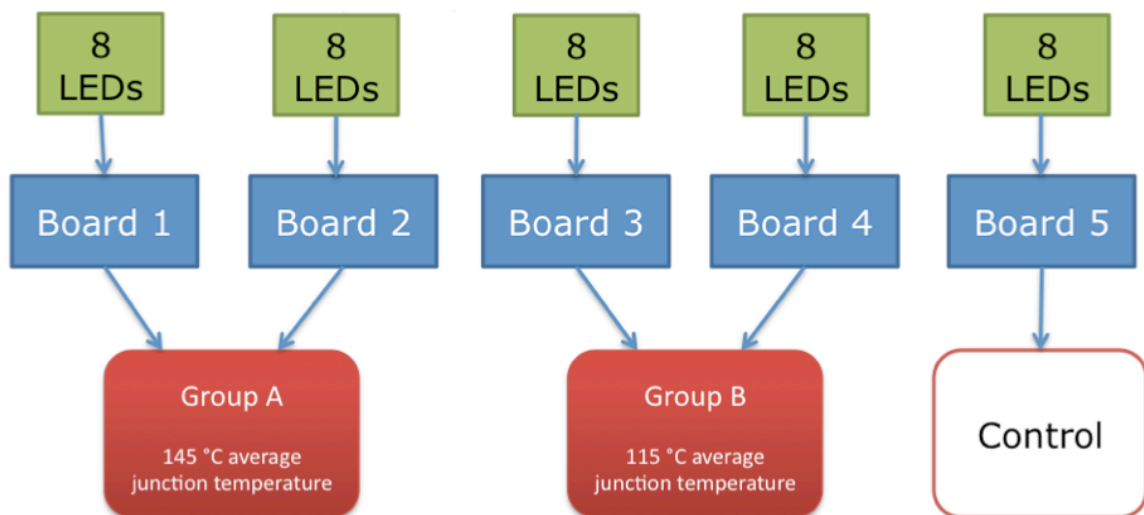 8
LEDs
8
LEDs
8
LEDs
8
LEDs
8
LEDs
Board 1
Board 2
Board 3
Board 4
Board 5
Group A
145 ˚C average
junction temperature
Group B
115 ˚C average
junction temperature
Control